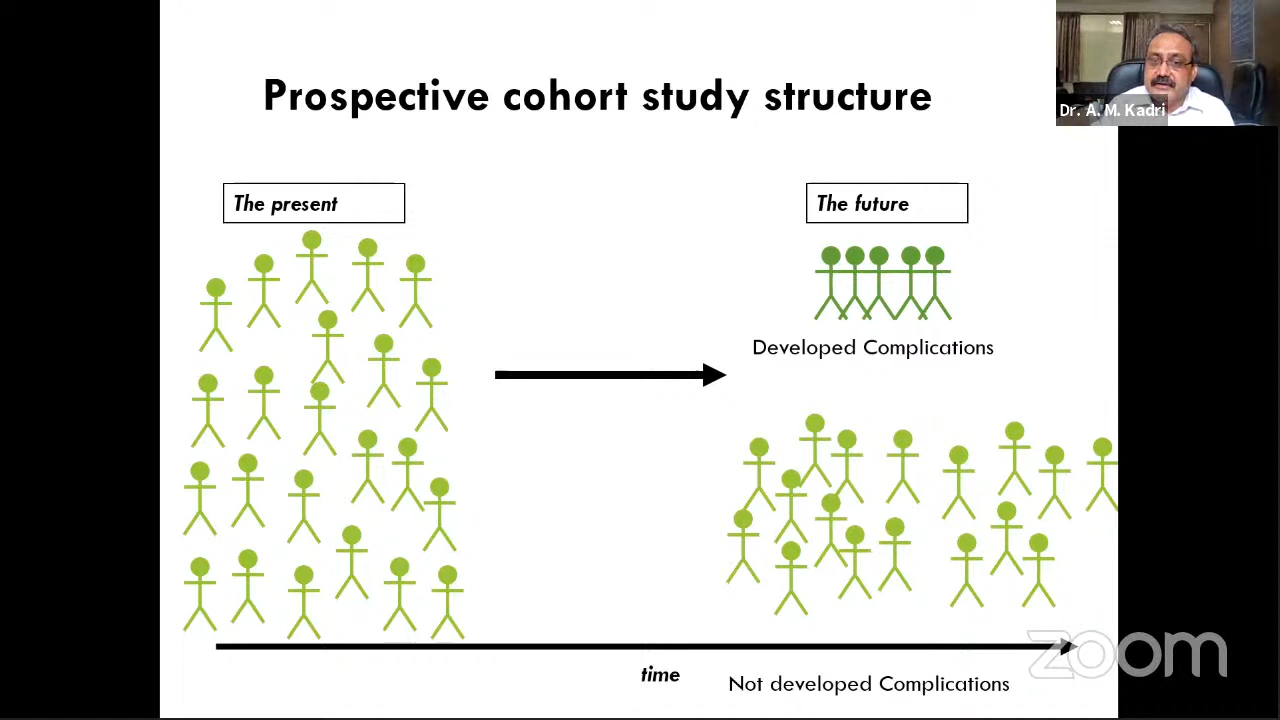 Prospective cohort study structure
Dr. A. M. Kadri
The present
The future
Developed Complications
time
Not developed Complications
zoom